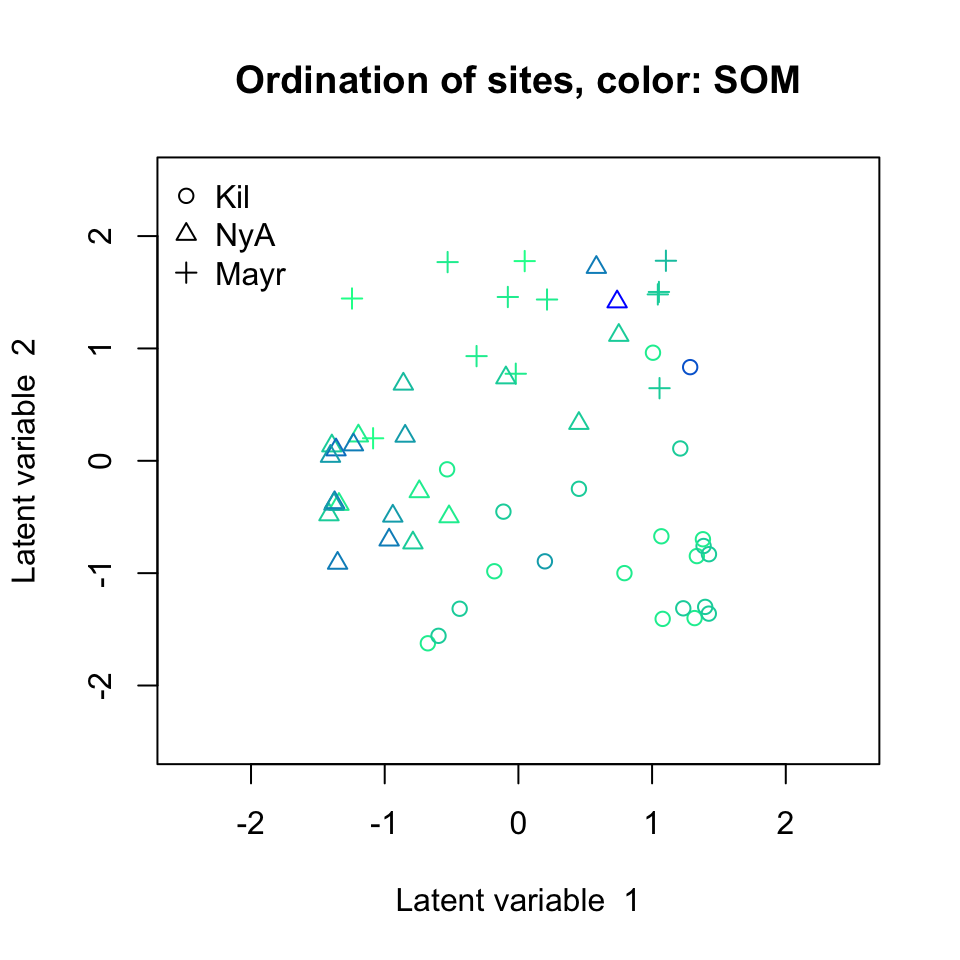 Ordination of sites, color: SOM
Kil
NyA
Mayr
2
1
0
-1
-2
Latent variable 2
-2 -1 0 1 2
Latent variable 1